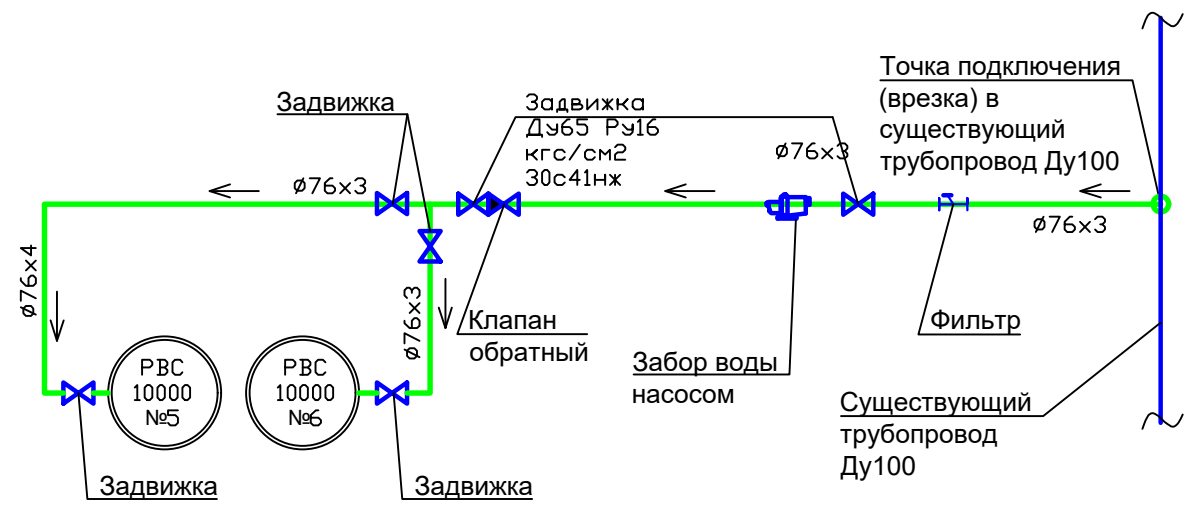 Точка подключения
(врезка) в
существующий
трубопровод Ду100
Задвижка
Задвижка
Ду65 Ру16
кгс/см2
30с41нж
ø76х3
ø76х3
ø76х3
ø76х4
ø76х3
Клапан
обратный
Фильтр
Забор воды
насосом
РВС
10000
№5
РВС
10000
№6
Существующий
трубопровод
Ду100
Задвижка
Задвижка